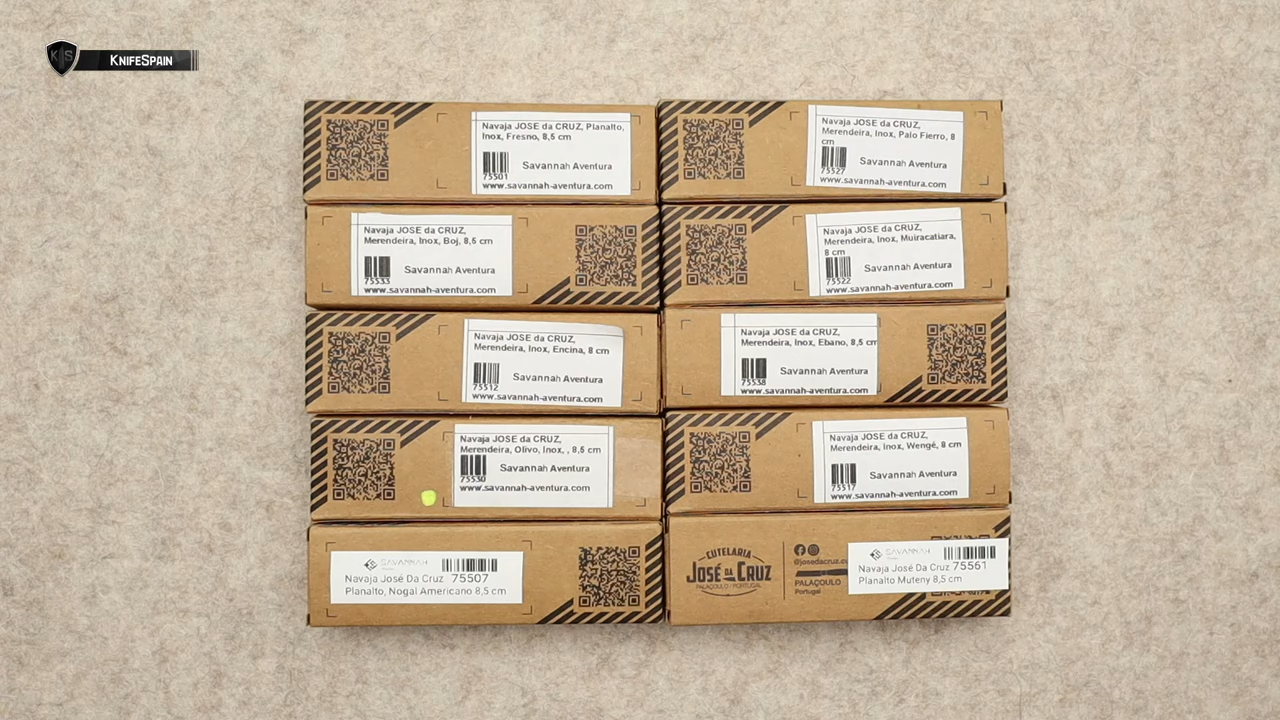 KS
KNIFESPAIN
Navaja JOSE da CRUZ, Planalto,
Inox, Fresno, 8,5 cm
Savannah Aventura
75501
www.savannah-aventura.com
Navaja JOSE da CRUZ,
Merendeira, Inox, Palo Fierro, 8
cm
Savannah Aventura
75527
www.savannah-aventura.com
Navaja JOSE da CRUZ,
Merendeira, Inox, Boj, 8,5 cm
Savannah Aventura
75533
www.savannah-aventura.com
Navaja JOSE da CRUZ,
Merendeira, Inox, Muiracatiara,
8 cm
Savannah Aventura
75522
www.savannah-aventura.com
Navaja JOSE da CRUZ,
Merendeira, Inox, Encina, 8 cm
Savannah Aventura
75512
www.savannah-aventura.com
Navaja JOSE da CRUZ,
Merendeira, Inox, Ebano, 8,5 cm
Savannah Aventura
75538
www.savannah-aventura.com
Navaja JOSE da CRUZ,
Merendeira, Olivo, Inox, , 8,5 cm
Savannah Aventura
75530
www.savannah-aventura.com
Navaja JOSE da CRUZ,
Merendeira, Inox, Wengé, 8 cm
Savannah Aventura
75517
www.savannah-aventura.com
SAVANNAH
Navaja José Da Cruz 75507
Planalto, Nogal Americano 8,5 cm
CUTELARIA
JOSÉ DA CRUZ
PALAÇOULO / PORTUGAL
@josedacruz.cu
PALAÇOULO
Portugal
SAVANNAH
Navaja José Da Cruz 75561
Planalto Muteny 8,5 cm